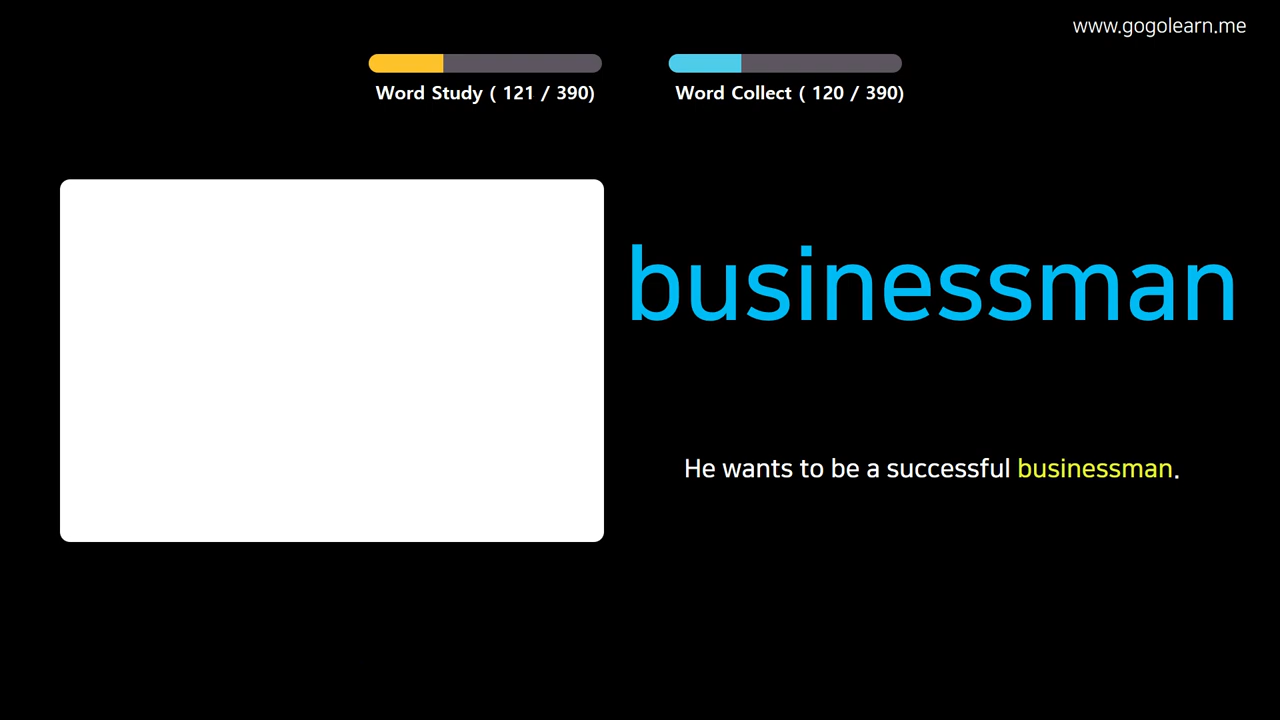 www.gogolearn.me
Word Study ( 121 / 390)
Word Collect ( 120 / 390)
businessman
He wants to be a successful businessman.